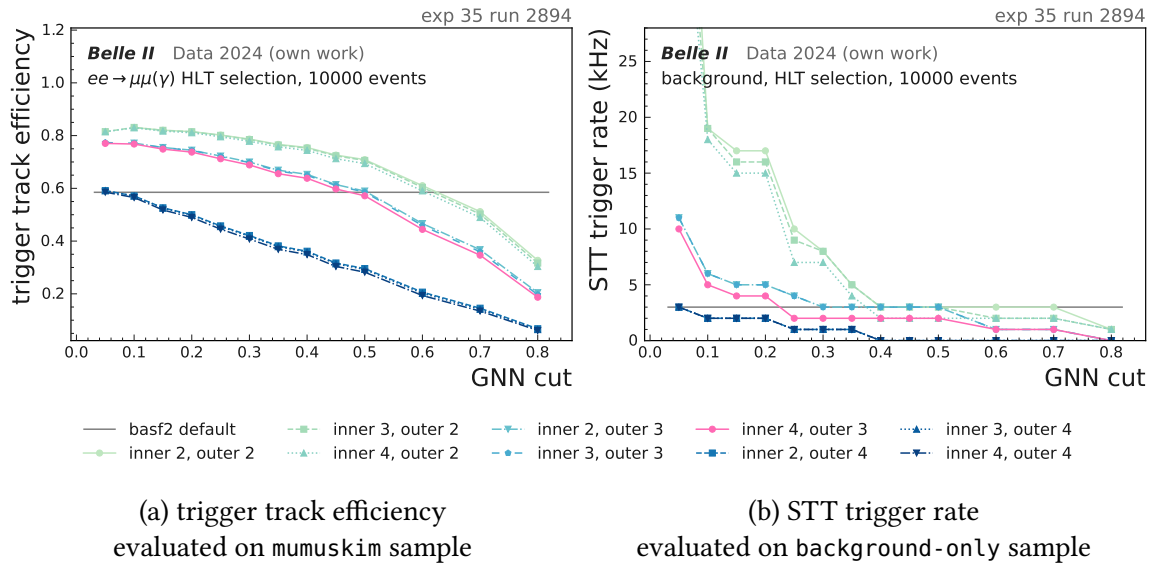 exp 35 run 2894
Belle II Data 2024 (own work)
ee→μμ(γ) HLT selection, 10000 events
trigger track efficiency
1.2
1.0
0.8
0.6
0.4
0.2
0.0 0.1 0.2 0.3 0.4 0.5 0.6 0.7 0.8
GNN cut
exp 35 run 2894
Belle II Data 2024 (own work)
background, HLT selection, 10000 events
STT trigger rate (kHz)
25
20
15
10
5
0
0.0 0.1 0.2 0.3 0.4 0.5 0.6 0.7 0.8
GNN cut
basf2 default inner 3, outer 2 inner 2, outer 3 inner 4, outer 3 inner 3, outer 4
inner 2, outer 2 inner 4, outer 2 inner 3, outer 3 inner 2, outer 4 inner 4, outer 4
(a) trigger track efficiency
evaluated on mumuskim sample
(b) STT trigger rate
evaluated on background-only sample